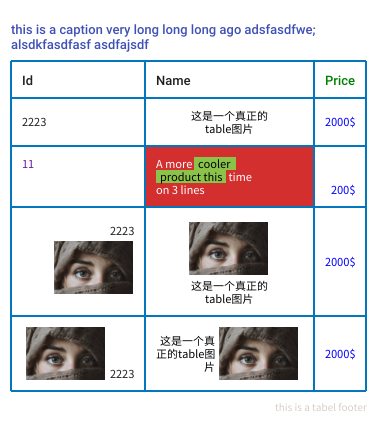 this is a caption very long long long ago adsfasdfwe;
alsdkfasdfasf asdfajsdf
Id Name Price
2223 这是一个真正的 2000$
table图片
11 A more cooler
product this time
on 3 lines 200$
2223
这是一个真正的 2000$
table图片
这是一个真
正的table图 2000$
片
2223
this is a tabel footer